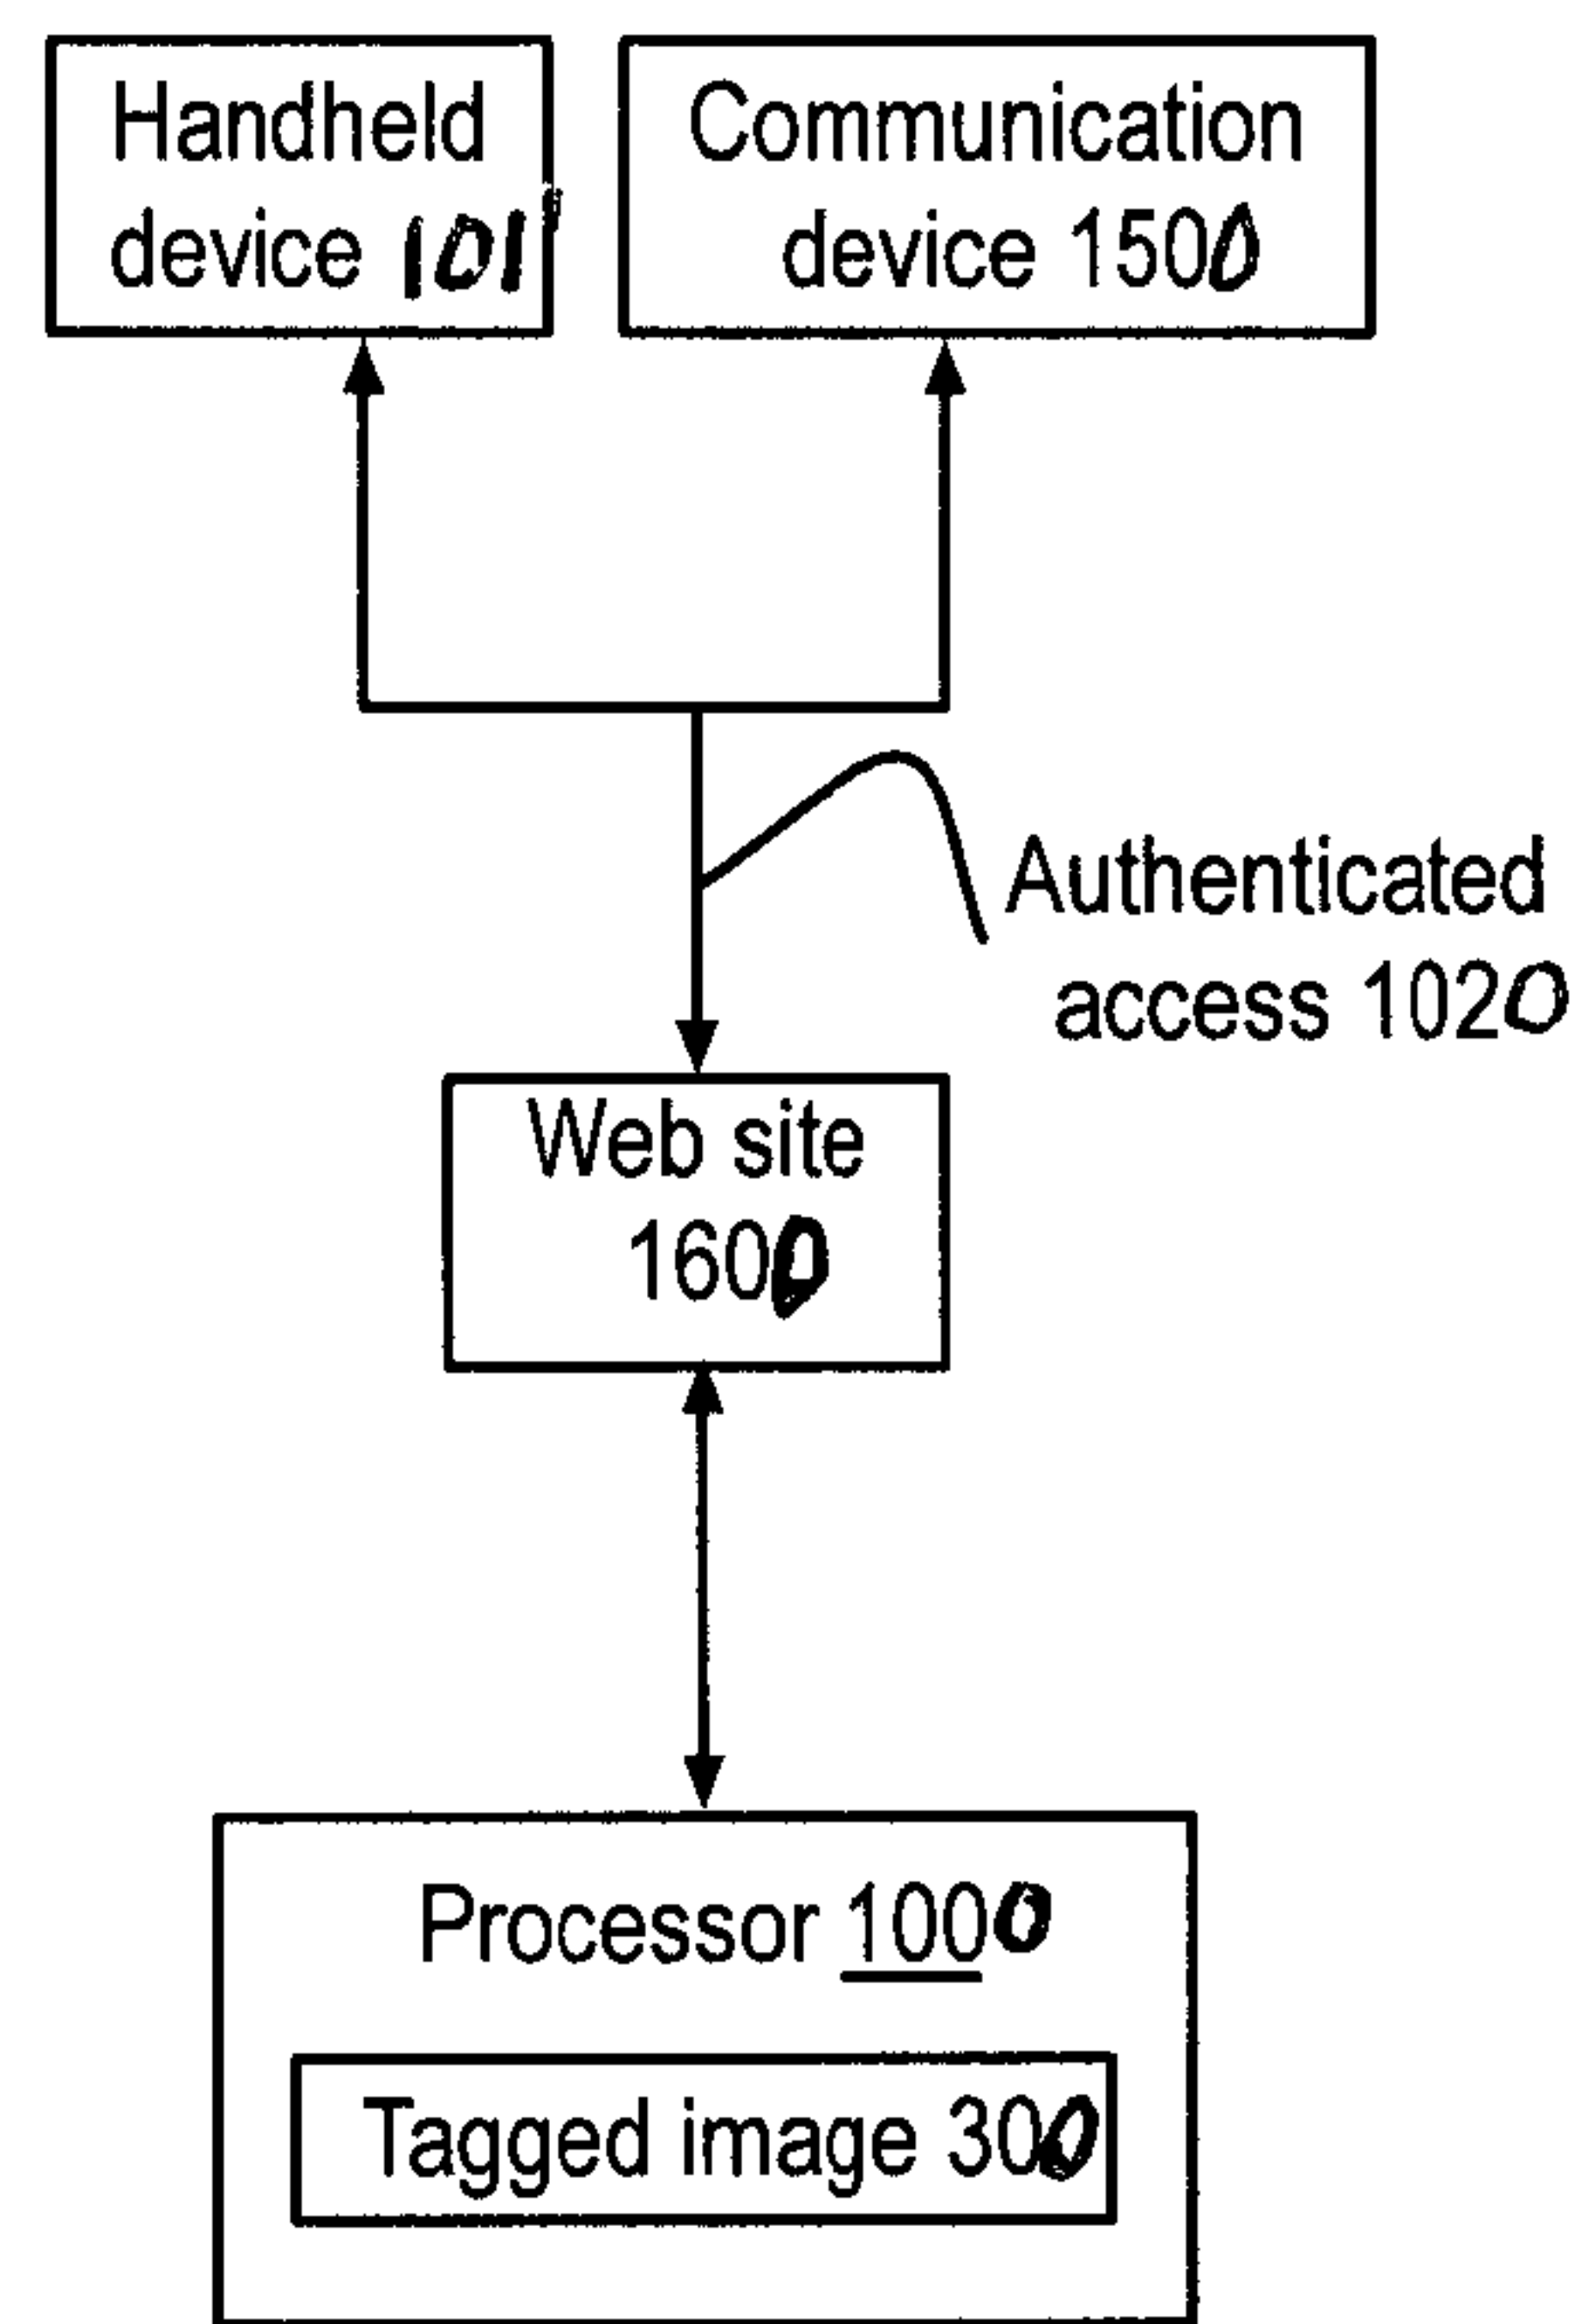 Handheld
device 101'
Communication
device 1500
Authenticated
access 1020
Web site
1600
Processor 1000
Tagged image 300